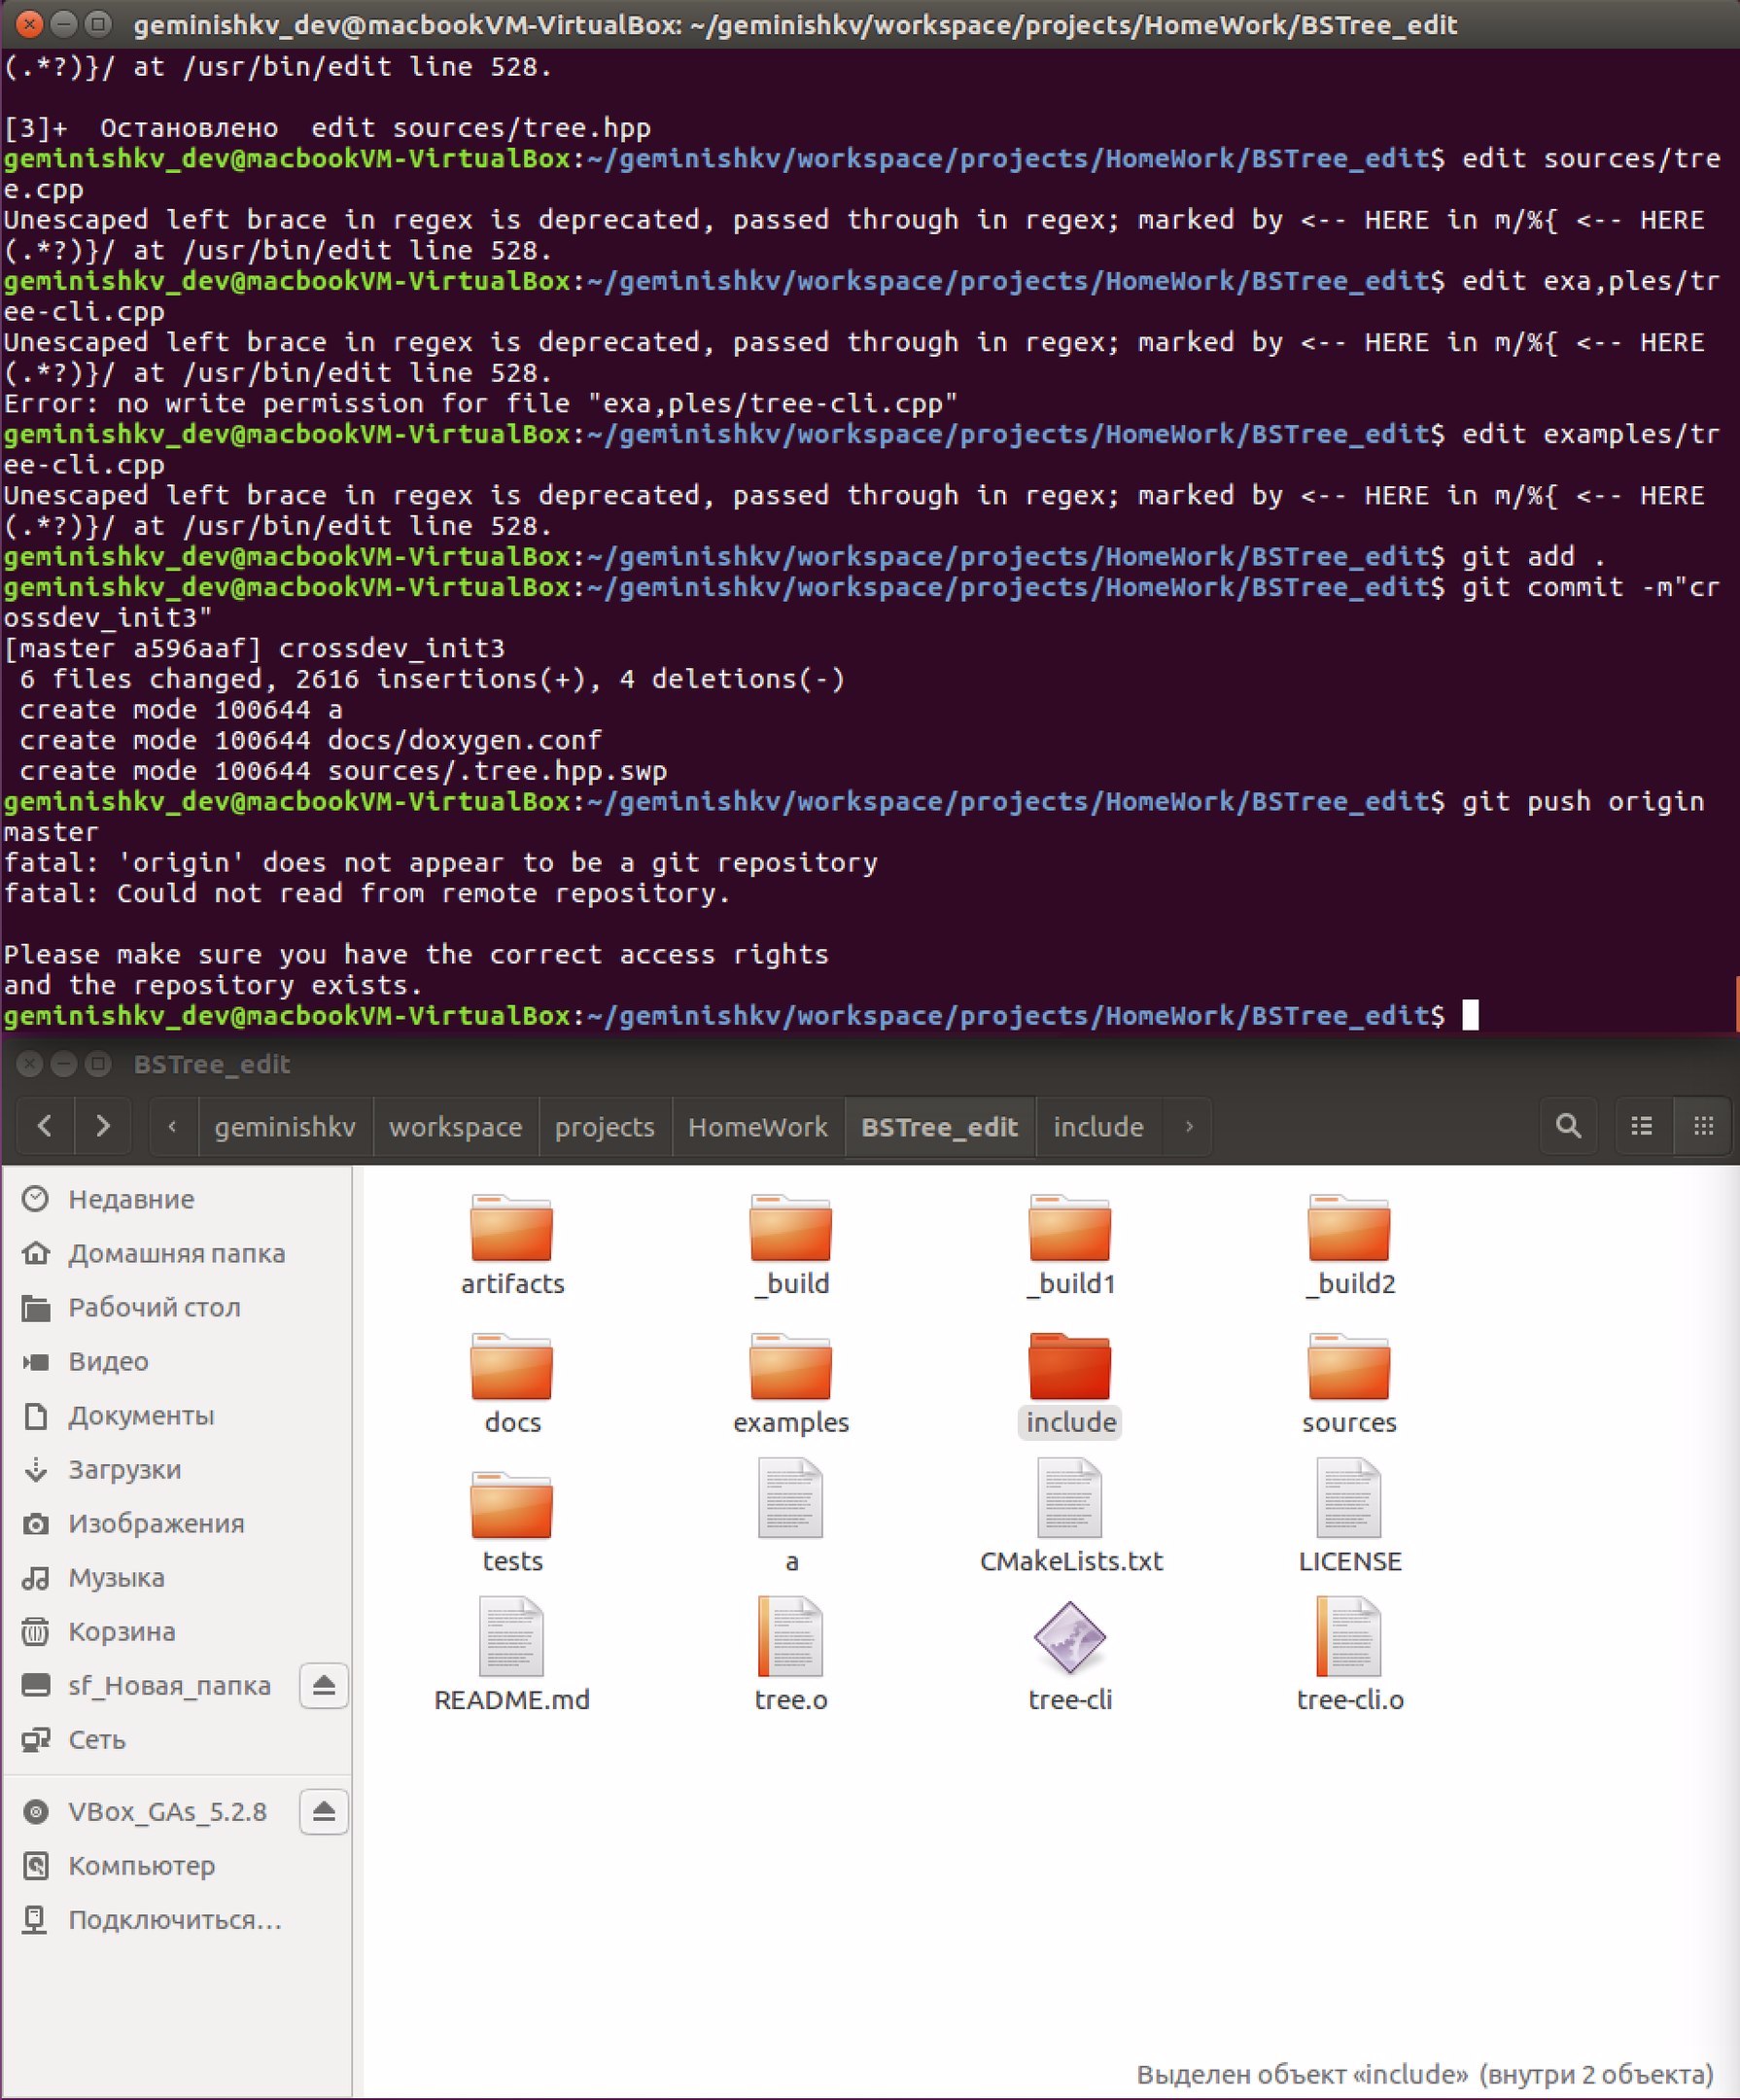 geminishkv_dev@macbookVM-VirtualBox: ~/geminishkv/workspace/projects/HomeWork/BSTree_edit
(.*?)}/ at /usr/bin/edit line 528.
[3]+  Остановлено  edit sources/tree.hpp
geminishkv_dev@macbookVM-VirtualBox:~/geminishkv/workspace/projects/HomeWork/BSTree_edit$ edit sources/tre
e.cpp
Unescaped left brace in regex is deprecated, passed through in regex; marked by <-- HERE in m/%{ <-- HERE
(.*?)}/ at /usr/bin/edit line 528.
geminishkv_dev@macbookVM-VirtualBox:~/geminishkv/workspace/projects/HomeWork/BSTree_edit$ edit exa,ples/tr
ee-cli.cpp
Unescaped left brace in regex is deprecated, passed through in regex; marked by <-- HERE in m/%{ <-- HERE
(.*?)}/ at /usr/bin/edit line 528.
Error: no write permission for file "exa,ples/tree-cli.cpp"
geminishkv_dev@macbookVM-VirtualBox:~/geminishkv/workspace/projects/HomeWork/BSTree_edit$ edit examples/tr
ee-cli.cpp
Unescaped left brace in regex is deprecated, passed through in regex; marked by <-- HERE in m/%{ <-- HERE
(.*?)}/ at /usr/bin/edit line 528.
geminishkv_dev@macbookVM-VirtualBox:~/geminishkv/workspace/projects/HomeWork/BSTree_edit$ git add .
geminishkv_dev@macbookVM-VirtualBox:~/geminishkv/workspace/projects/HomeWork/BSTree_edit$ git commit -m"cr
ossdev_init3"
[master a596aaf] crossdev_init3
 6 files changed, 2616 insertions(+), 4 deletions(-)
 create mode 100644 a
 create mode 100644 docs/doxygen.conf
 create mode 100644 sources/.tree.hpp.swp
geminishkv_dev@macbookVM-VirtualBox:~/geminishkv/workspace/projects/HomeWork/BSTree_edit$ git push origin
master
fatal: 'origin' does not appear to be a git repository
fatal: Could not read from remote repository.
Please make sure you have the correct access rights
and the repository exists.
geminishkv_dev@macbookVM-VirtualBox:~/geminishkv/workspace/projects/HomeWork/BSTree_edit$
BSTree_edit
geminishkv workspace projects HomeWork BSTree_edit include
Недавние
Домашняя папка
Рабочий стол
Видео
Документы
Загрузки
Изображения
Музыка
Корзина
sf_Новая_папка
Сеть
VBox_GAs_5.2.8
Компьютер
Подключиться...
artifacts _build _build1 _build2
docs examples include sources
tests a CMakeLists.txt LICENSE
README.md tree.o tree-cli tree-cli.o
Выделен объект «include» (внутри 2 объекта)